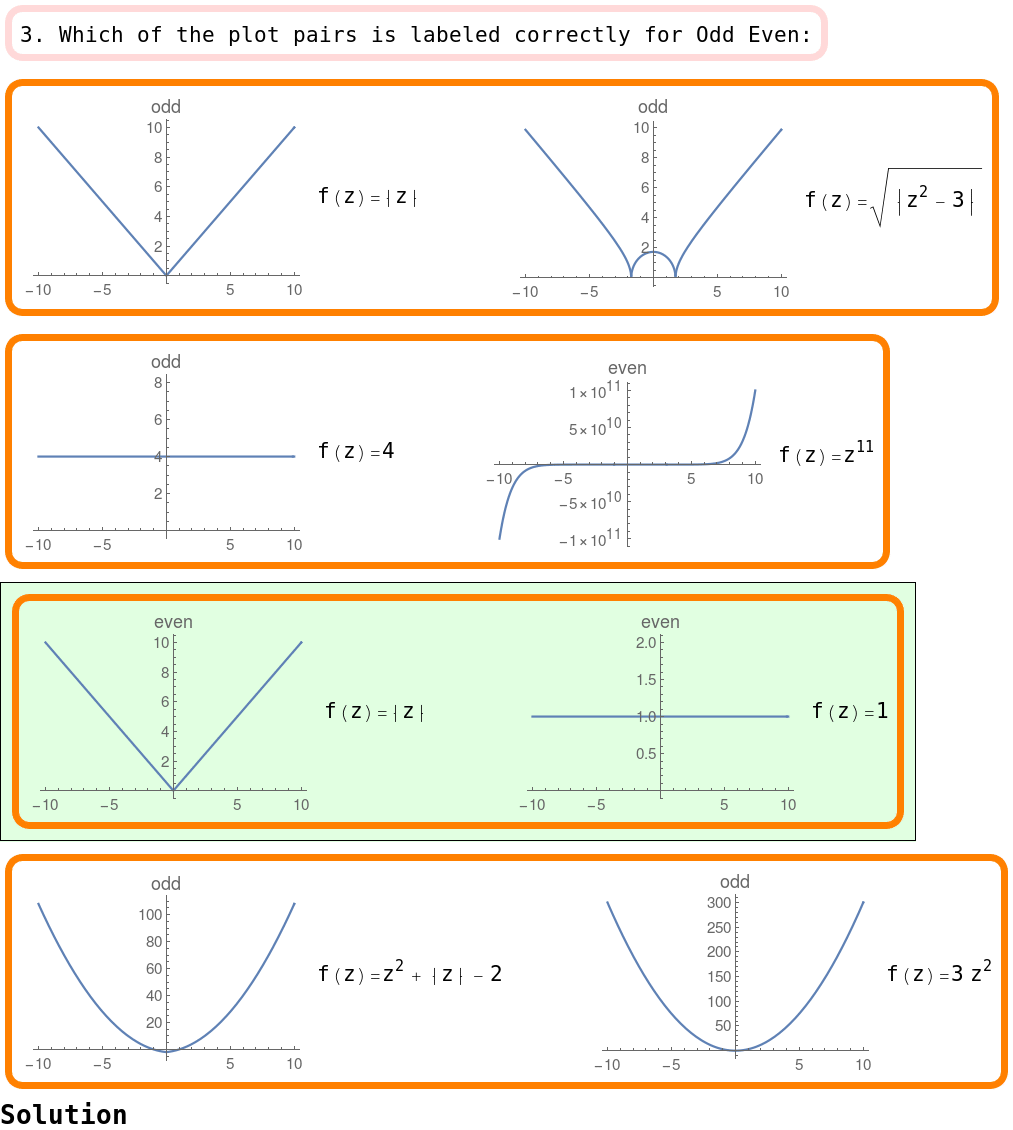 3. Which of the plot pairs is labeled correctly for Odd Even:
odd
10
8
6
4
2
−10 −5 5 10
f(z)=|z|
odd
10
8
6
4
2
−10 −5 5 10
f(z)=√|z² − 3|
odd
8
6
4
2
−10 −5 5 10
f(z)=4
even
1×10¹¹
5×10¹⁰
−10 −5 5 10
−5×10¹⁰
−1×10¹¹
f(z)=z¹¹
even
10
8
6
4
2
−10 −5 5 10
f(z)=|z|
even
2.0
1.5
1.0
0.5
−10 −5 5 10
f(z)=1
odd
100
80
60
40
20
−10 −5 5 10
f(z)=z² + |z| − 2
odd
300
250
200
150
100
50
−10 −5 5 10
f(z)=3 z²
Solution